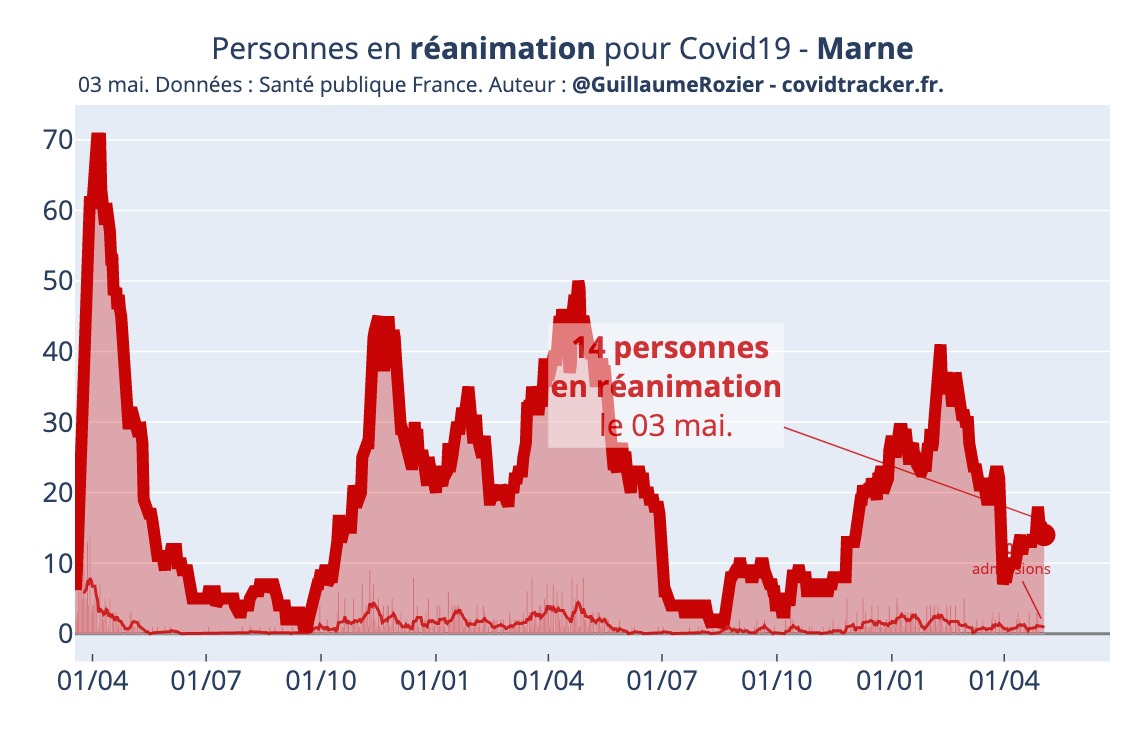 Personnes en réanimation pour Covid19 - Marne
03 mai. Données : Santé publique France. Auteur : @GuillaumeRozier - covidtracker.fr.
70
60
50
40
30
20
10
0
14 personnes
en réanimation
le 03 mai.
admissions
01/04
01/07
01/10
01/01
01/04
01/07
01/10
01/01
01/04